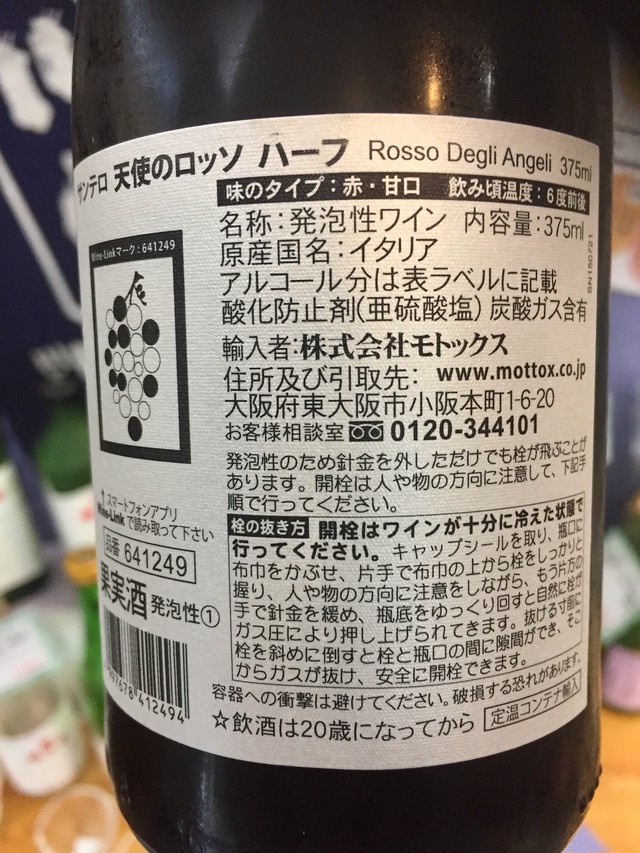 サンテロ 天使のロッソ ハーフ Rosso Degli Angeli 375ml
味のタイプ：赤・甘口 飲み頃温度：6度前後
名称：発泡性ワイン 内容量：375ml
原産国名：イタリア
アルコール分は表ラベルに記載
酸化防止剤(亜硫酸塩) 炭酸ガス含有
輸入者：株式会社モトックス
住所及び引取先： www.mottox.co.jp
大阪府東大阪市小阪本町1-6-20
お客様相談室 0120-344101
SN150721
Wine-Linkマーク：641249
スマートフォンアプリ
Wine-Linkで読み取って下さい
品番 641249
果実酒 発泡性①
発泡性のため針金を外しただけでも栓が飛ぶことが
あります。開栓は人や物の方向に注意して、下記手
順で行ってください。
栓の抜き方 開栓はワインが十分に冷えた状態で
行ってください。キャップシールを取り、瓶口に
布巾をかぶせ、片手で布巾の上から栓をしっかりと
握り、人や物の方向に注意をしながら、もう片方の
手で針金を緩め、瓶底をゆっくり回すと自然に栓が
ガス圧により押し上げられてきます。抜ける寸前に
栓を斜めに倒すと栓と瓶口の間に隙間ができ、そこ
からガスが抜け、安全に開栓できます。
容器への衝撃は避けてください。破損する恐れがあります。
☆飲酒は20歳になってから 定温コンテナ輸入